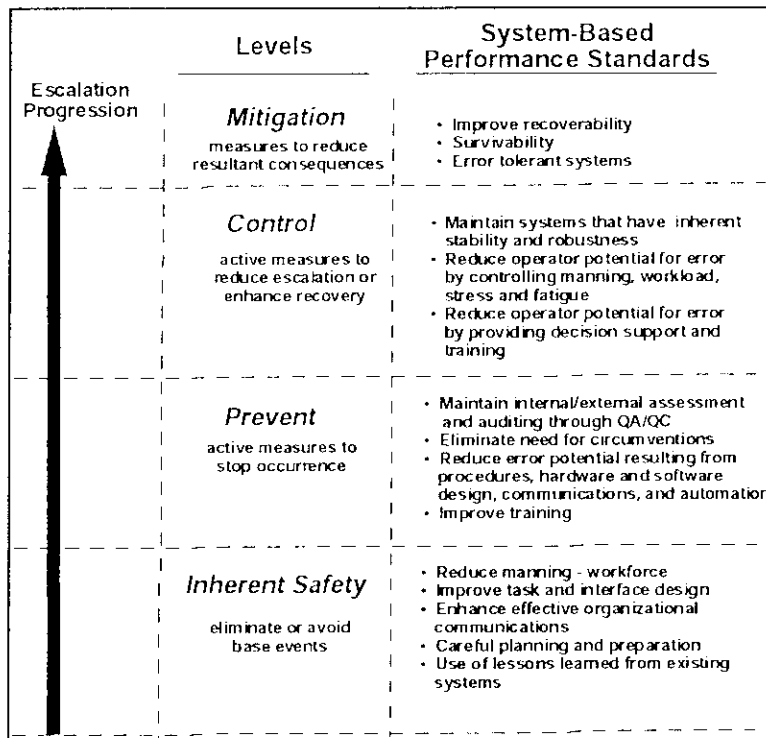 Levels
System-Based
Performance Standards
Escalation
Progression
Mitigation
measures to reduce
resultant consequences
• Improve recoverability
• Survivability
• Error tolerant systems
Control
active measures to
reduce escalation or
enhance recovery
• Maintain systems that have inherent
stability and robustness
• Reduce operator potential for error
by controlling manning, workload,
stress and fatigue
• Reduce operator potential for error
by providing decision support and
training
Prevent
active measures to
stop occurrence
• Maintain internal/external assessment
and auditing through QA/QC
• Eliminate need for circumventions
• Reduce error potential resulting from
procedures, hardware and software
design, communications, and automation
• Improve training
Inherent Safety
eliminate or avoid
base events
• Reduce manning - workforce
• Improve task and interface design
• Enhance effective organizational
communications
• Careful planning and preparation
• Use of lessons learned from existing
systems